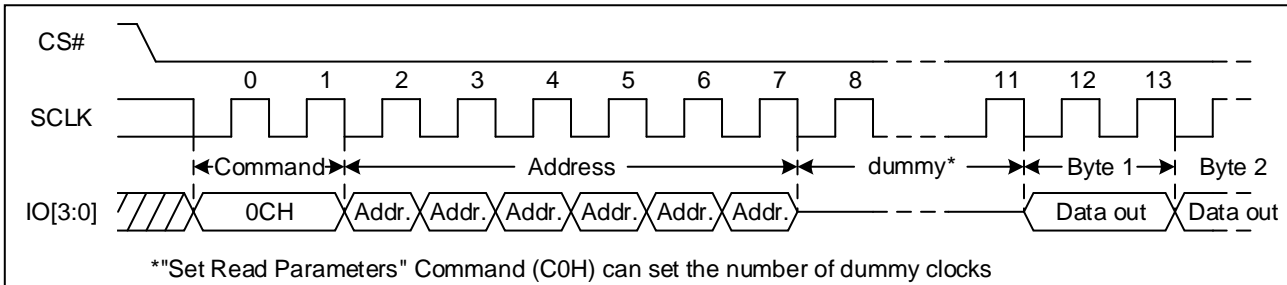 CS#
0 1 2 3 4 5 6 7 8 11 12 13
SCLK
Command Address dummy* Byte 1 Byte 2
IO[3:0] 0CH Addr. Addr. Addr. Addr. Addr. Addr. Data out Data out
*"Set Read Parameters" Command (C0H) can set the number of dummy clocks